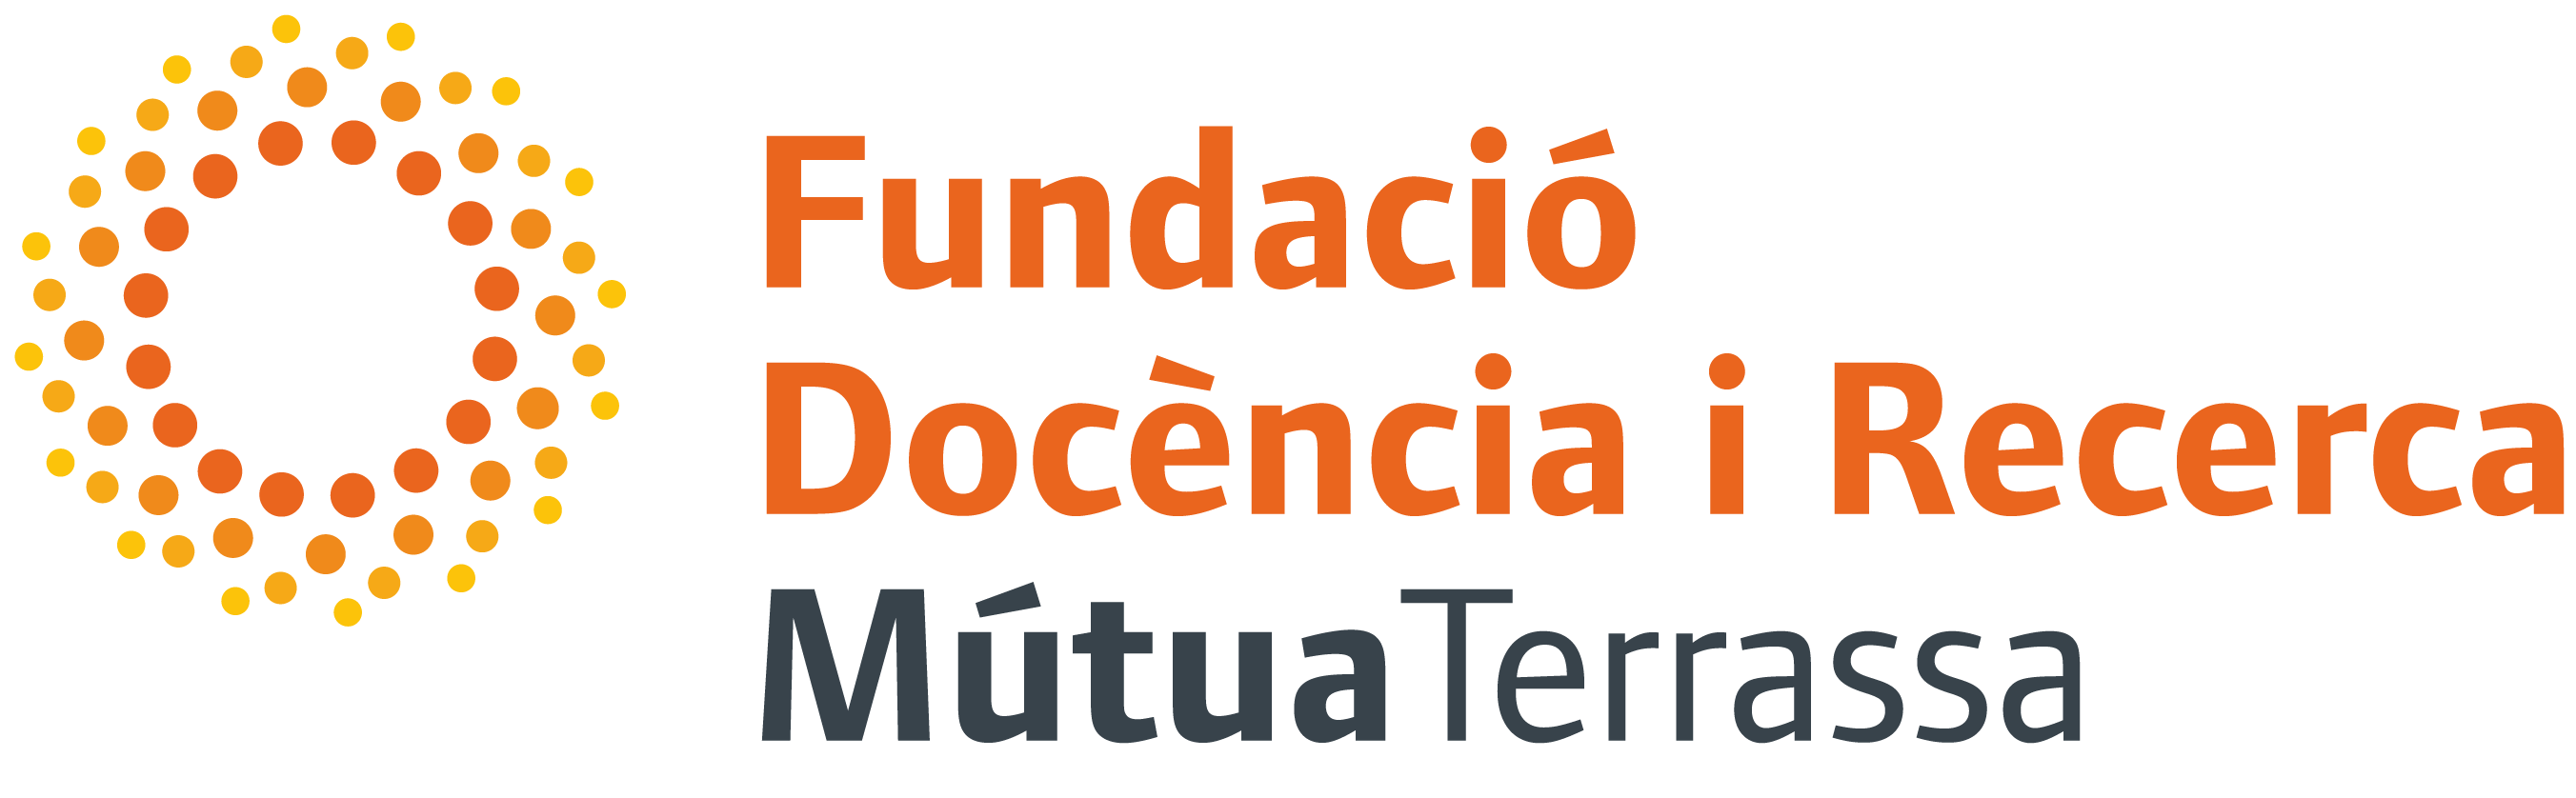 Fundació
Docència i Recerca
MútuaTerrassa